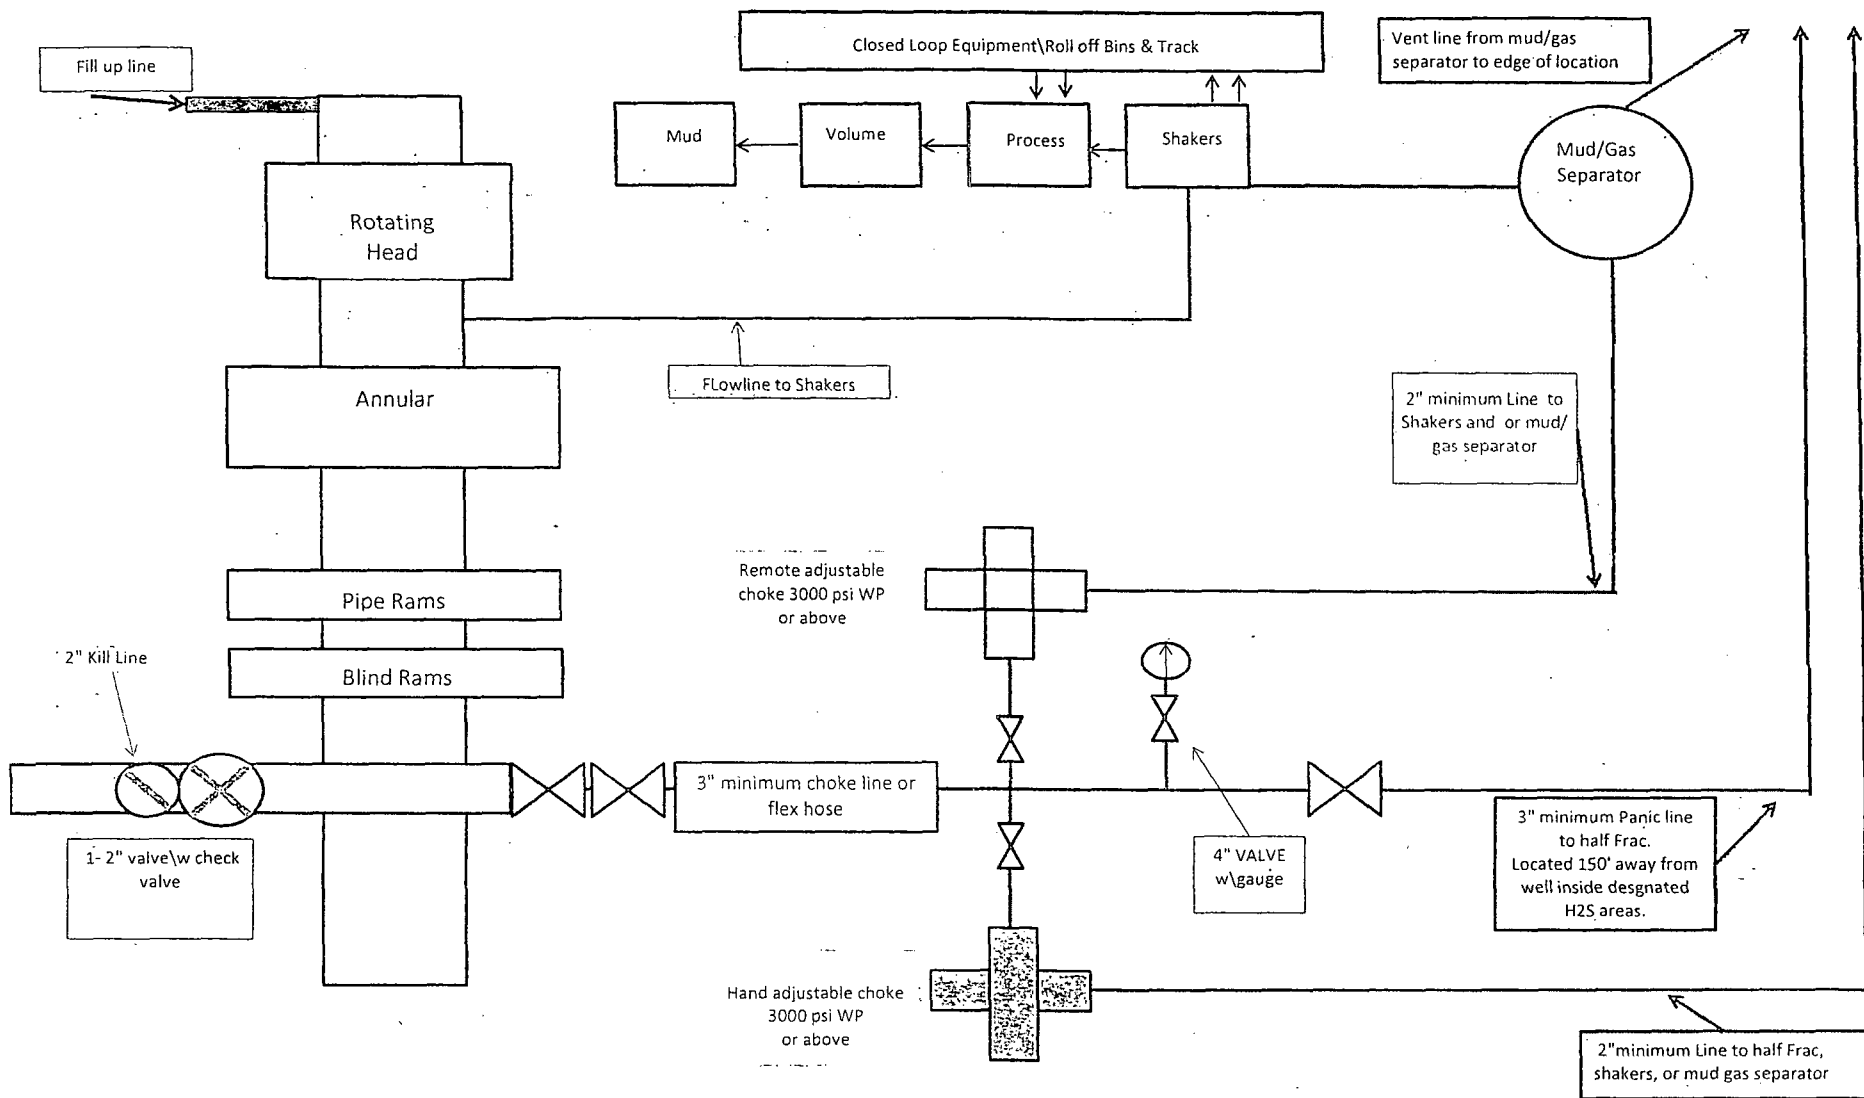 Fill up line
Closed Loop Equipment\Roll off Bins & Track
Vent line from mud/gas
separator to edge of location
Mud
Volume
Process
Shakers
Mud/Gas
Separator
Rotating
Head
FLowline to Shakers
Annular
2" minimum Line to
Shakers and or mud/
gas separator
Remote adjustable
choke 3000 psi WP
or above
Pipe Rams
2" Kill Line
Blind Rams
3" minimum choke line or
flex hose
1- 2" valve\w check
valve
4" VALVE
w\gauge
3" minimum Panic line
to half Frac.
Located 150' away from
well inside desgnated
H2S areas.
Hand adjustable choke
3000 psi WP
or above
2"minimum Line to half Frac,
shakers, or mud gas separator